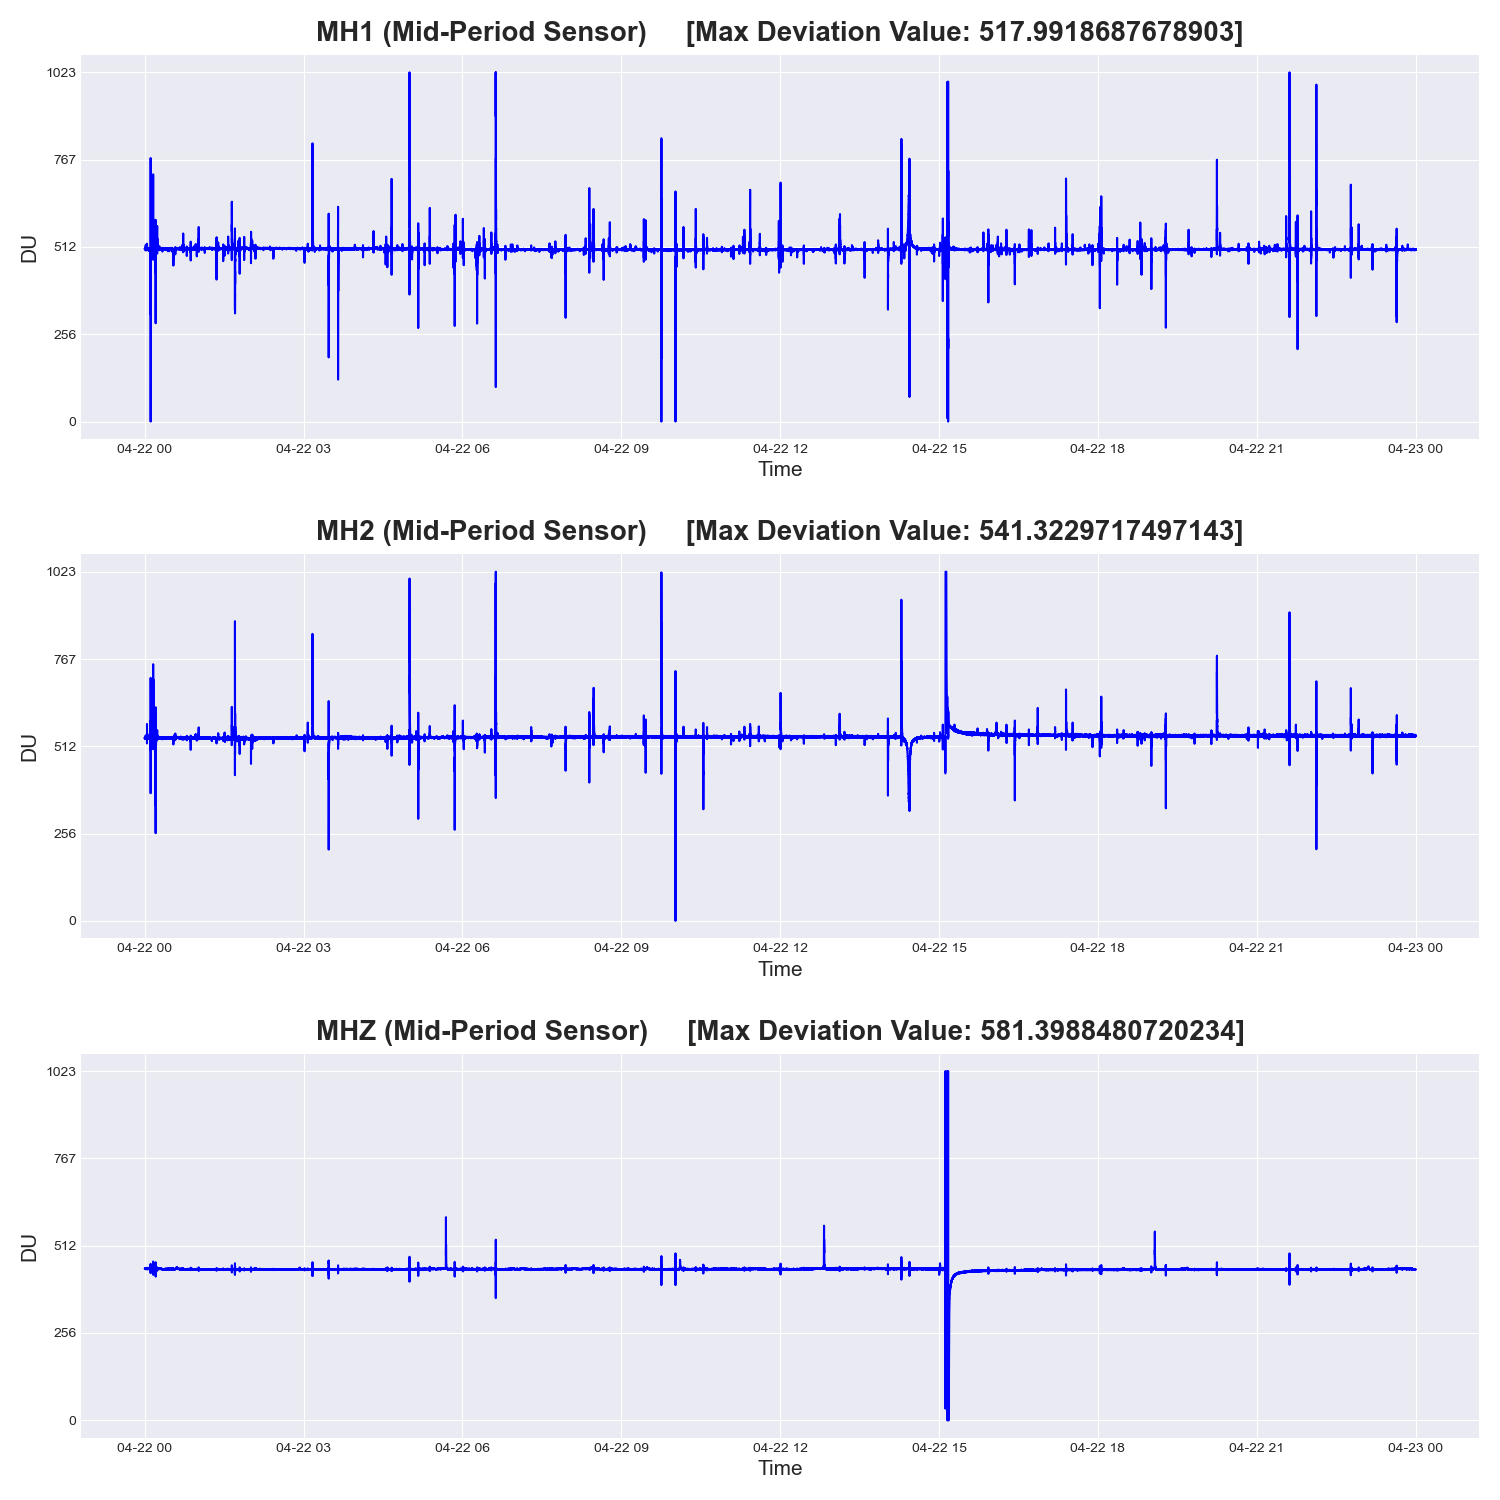 MH1 (Mid-Period Sensor) [Max Deviation Value: 517.9918687678903]
1023
767
512
256
0
DU
04-22 00 04-22 03 04-22 06 04-22 09 04-22 12 04-22 15 04-22 18 04-22 21 04-23 00
Time
MH2 (Mid-Period Sensor) [Max Deviation Value: 541.3229717497143]
1023
767
512
256
0
DU
04-22 00 04-22 03 04-22 06 04-22 09 04-22 12 04-22 15 04-22 18 04-22 21 04-23 00
Time
MHZ (Mid-Period Sensor) [Max Deviation Value: 581.3988480720234]
1023
767
512
256
0
DU
04-22 00 04-22 03 04-22 06 04-22 09 04-22 12 04-22 15 04-22 18 04-22 21 04-23 00
Time